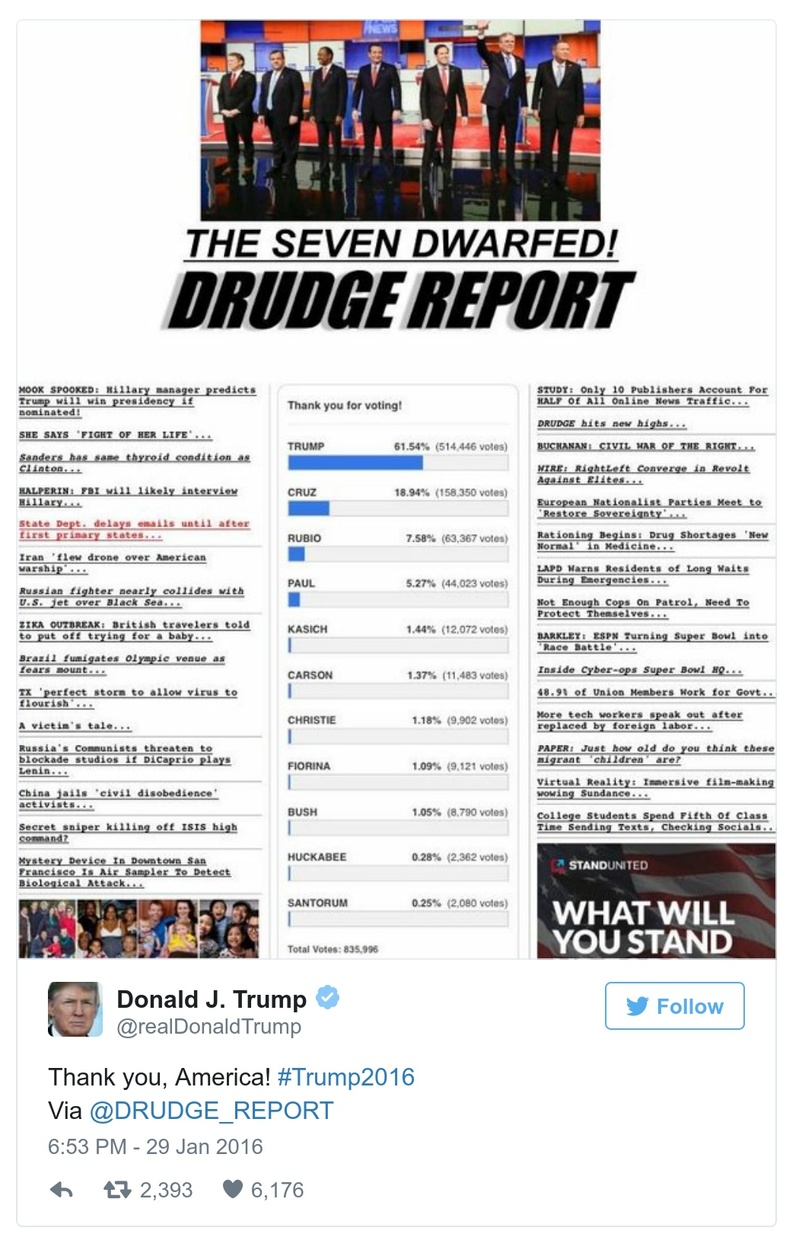 NEWS
THE SEVEN DWARFED!
DRUDGE REPORT
MOOK SPOOKED: Hillary manager predicts
Trump will win presidency if
nominated!
SHE SAYS 'FIGHT OF HER LIFE'...
Sanders has same thyroid condition as
Clinton...
HALPERIN: FBI will likely interview
Hillary...
State Dept. delays emails until after
first primary states...
Iran 'flew drone over American
warship'...
Russian fighter nearly collides with
U.S. jet over Black Sea...
ZIKA OUTBREAK: British travelers told
to put off trying for a baby...
Brazil fumigates Olympic venue as
fears mount...
TX 'perfect storm to allow virus to
flourish'...
A victim's tale...
Russia's Communists threaten to
blockade studios if DiCaprio plays
Lenin...
China jails 'civil disobedience'
activists...
Secret sniper killing off ISIS high
command?
Mystery Device In Downtown San
Francisco Is Air Sampler To Detect
Biological Attack...
Thank you for voting!
TRUMP 61.54% (514,446 votes)
CRUZ 18.94% (158,350 votes)
RUBIO 7.58% (63,367 votes)
PAUL 5.27% (44,023 votes)
KASICH 1.44% (12,072 votes)
CARSON 1.37% (11,483 votes)
CHRISTIE 1.18% (9,902 votes)
FIORINA 1.09% (9,121 votes)
BUSH 1.05% (8,790 votes)
HUCKABEE 0.28% (2,362 votes)
SANTORUM 0.25% (2,080 votes)
Total Votes: 835,996
STUDY: Only 10 Publishers Account For
HALF Of All Online News Traffic...
DRUDGE hits new highs...
BUCHANAN: CIVIL WAR OF THE RIGHT...
WIRE: RightLeft Converge in Revolt
Against Elites...
European Nationalist Parties Meet to
'Restore Sovereignty'...
Rationing Begins: Drug Shortages 'New
Normal' in Medicine...
LAPD Warns Residents of Long Waits
During Emergencies...
Not Enough Cops On Patrol, Need To
Protect Themselves...
BARKLEY: ESPN Turning Super Bowl into
'Race Battle'...
Inside Cyber-ops Super Bowl HQ...
48.9% of Union Members Work for Govt..
More tech workers speak out after
replaced by foreign labor...
PAPER: Just how old do you think these
migrant 'children' are?
Virtual Reality: Immersive film-making
wowing Sundance...
College Students Spend Fifth Of Class
Time Sending Texts, Checking Socials..
STANDUNITED
WHAT WILL
YOU STAND
Donald J. Trump
@realDonaldTrump
Follow
Thank you, America! #Trump2016
Via @DRUDGE_REPORT
6:53 PM - 29 Jan 2016
2,393 6,176